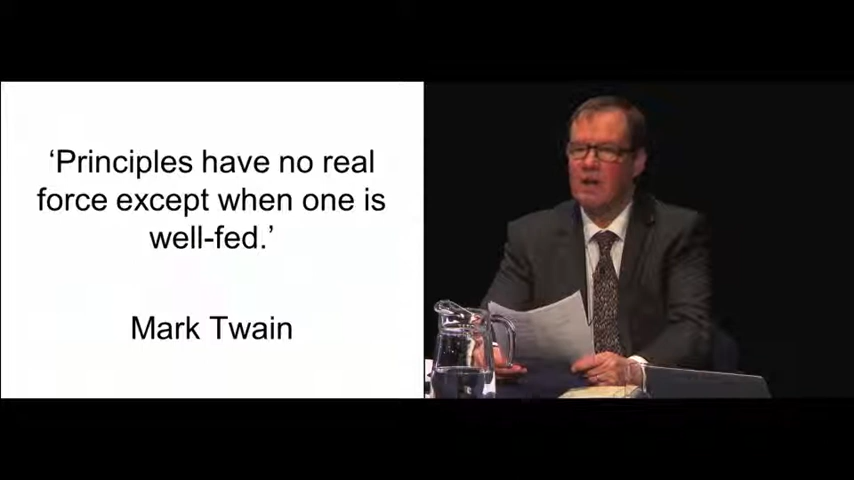 ‘Principles have no real
force except when one is
well-fed.’
Mark Twain